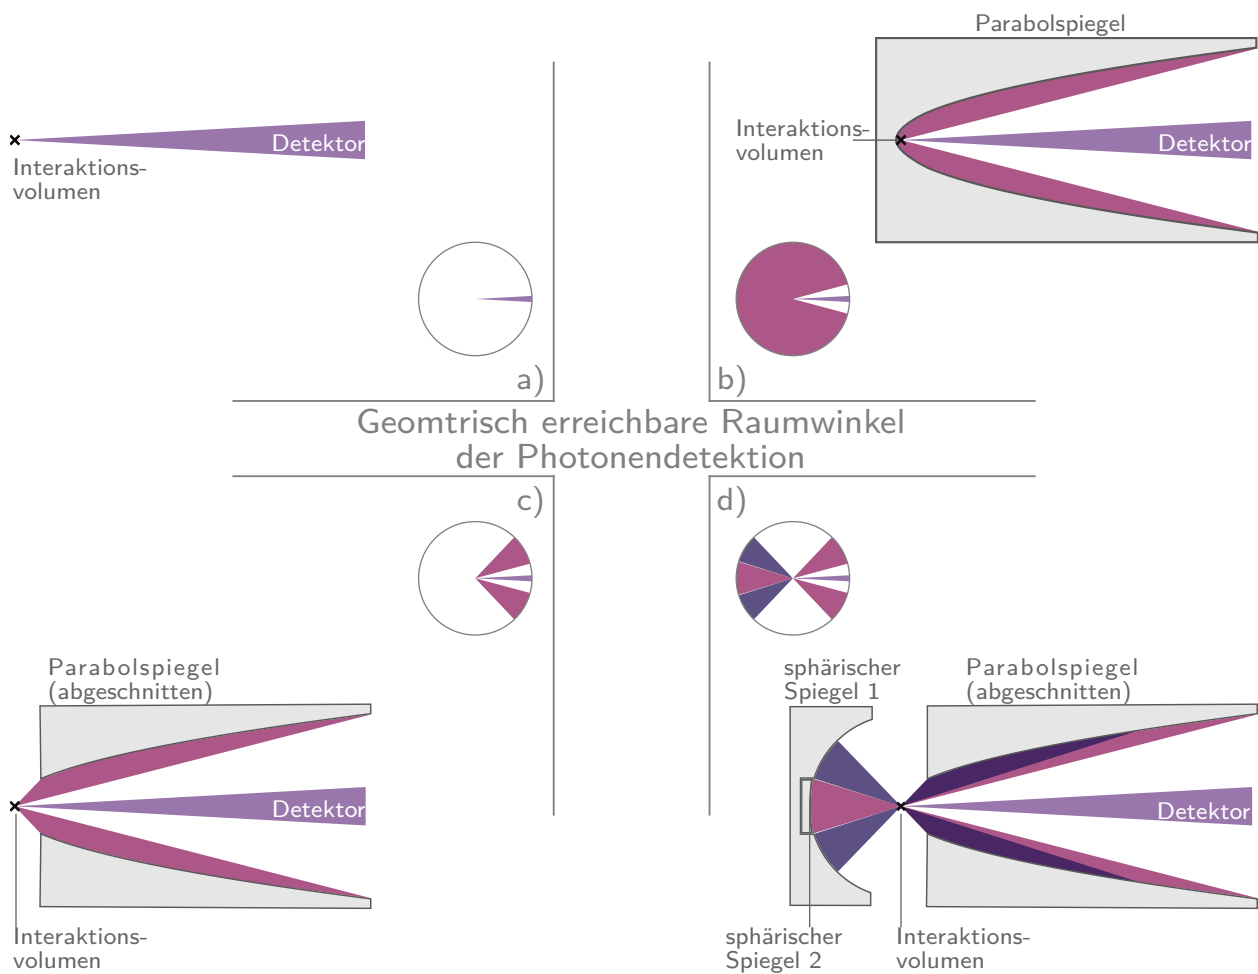 Detektor
Interaktions-
volumen
a)
Parabolspiegel
Interaktions-
volumen
Detektor
b)
Geomtrisch erreichbare Raumwinkel
der Photonendetektion
c)
Parabolspiegel
(abgeschnitten)
Detektor
Interaktions-
volumen
d)
sphärischer
Spiegel 1
Parabolspiegel
(abgeschnitten)
Detektor
sphärischer
Spiegel 2
Interaktions-
volumen